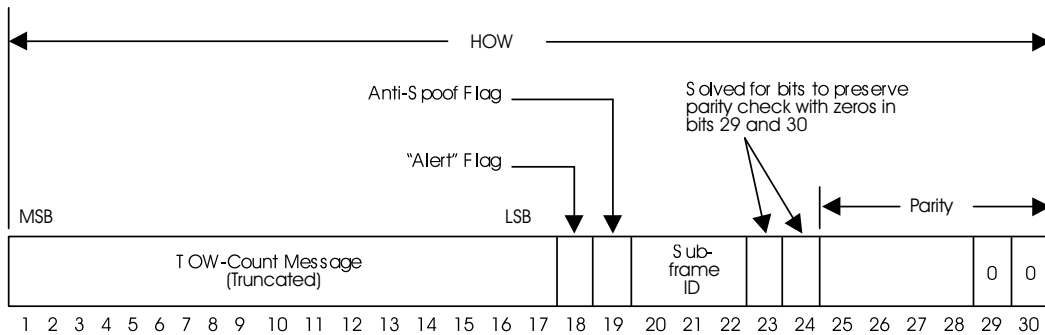 HOW
Anti-Spoof Flag
Solved for bits to preserve
parity check with zeros in
bits 29 and 30
"Alert" Flag
MSB
LSB
Parity
TOW-Count Message
(Truncated)
Sub-
frame
ID
0 0
1 2 3 4 5 6 7 8 9 10 11 12 13 14 15 16 17 18 19 20 21 22 23 24 25 26 27 28 29 30